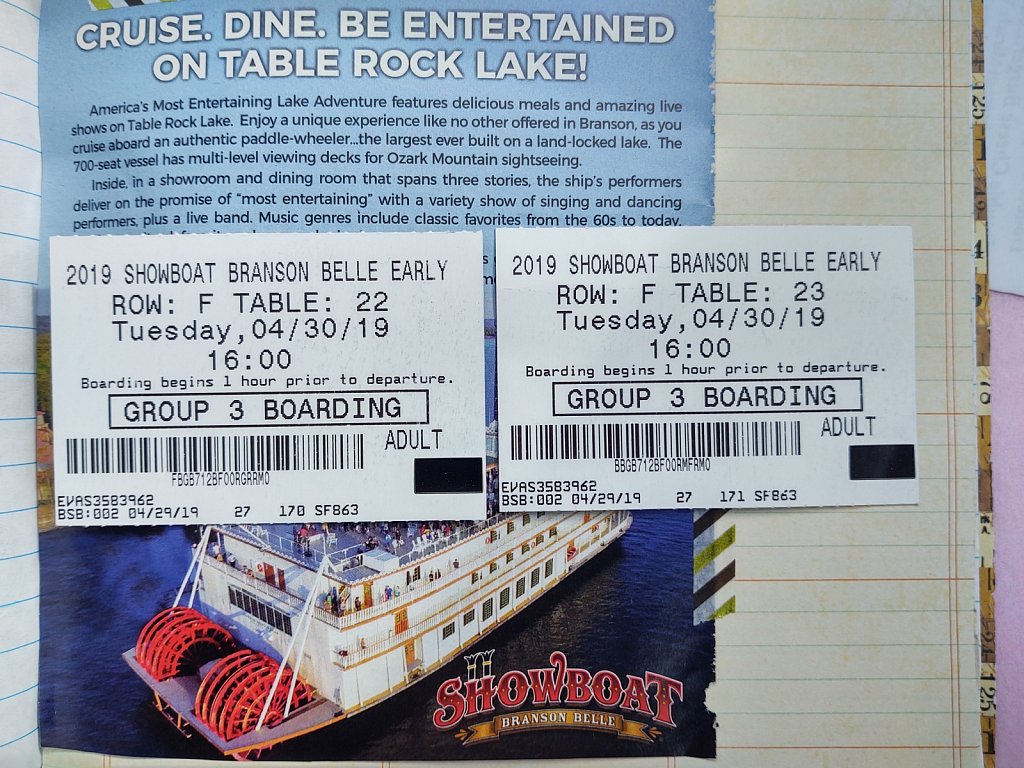 CRUISE. DINE. BE ENTERTAINED
ON TABLE ROCK LAKE!
America's Most Entertaining Lake Adventure features delicious meals and amazing live
shows on Table Rock Lake. Enjoy a unique experience like no other offered in Branson, as you
cruise aboard an authentic paddle-wheeler...the largest ever built on a land-locked lake. The
700-seat vessel has multi-level viewing decks for Ozark Mountain sightseeing.
Inside, in a showroom and dining room that spans three stories, the ship's performers
deliver on the promise of "most entertaining" with a variety show of singing and dancing
performers, plus a live band. Music genres include classic favorites from the 60s to today.
2019 SHOWBOAT BRANSON BELLE EARLY
ROW: F TABLE: 22
Tuesday,04/30/19
16:00
Boarding begins 1 hour prior to departure.
GROUP 3 BOARDING
ADULT
FBGB712BF00RGRRM0
EVAS3583962
BSB:002 04/29/19 27 170 SF863
2019 SHOWBOAT BRANSON BELLE EARLY
ROW: F TABLE: 23
Tuesday,04/30/19
16:00
Boarding begins 1 hour prior to departure.
GROUP 3 BOARDING
ADULT
BBGB712BF00RMFRM0
EVAS3583962
BSB:002 04/29/19 27 171 SF863
SHOWBOAT
BRANSON BELLE
125
1
4
125
1